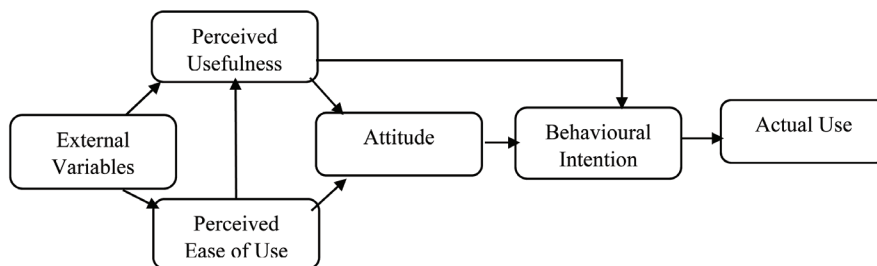 Perceived
Usefulness
External
Variables
Attitude
Behavioural
Intention
Actual Use
Perceived
Ease of Use